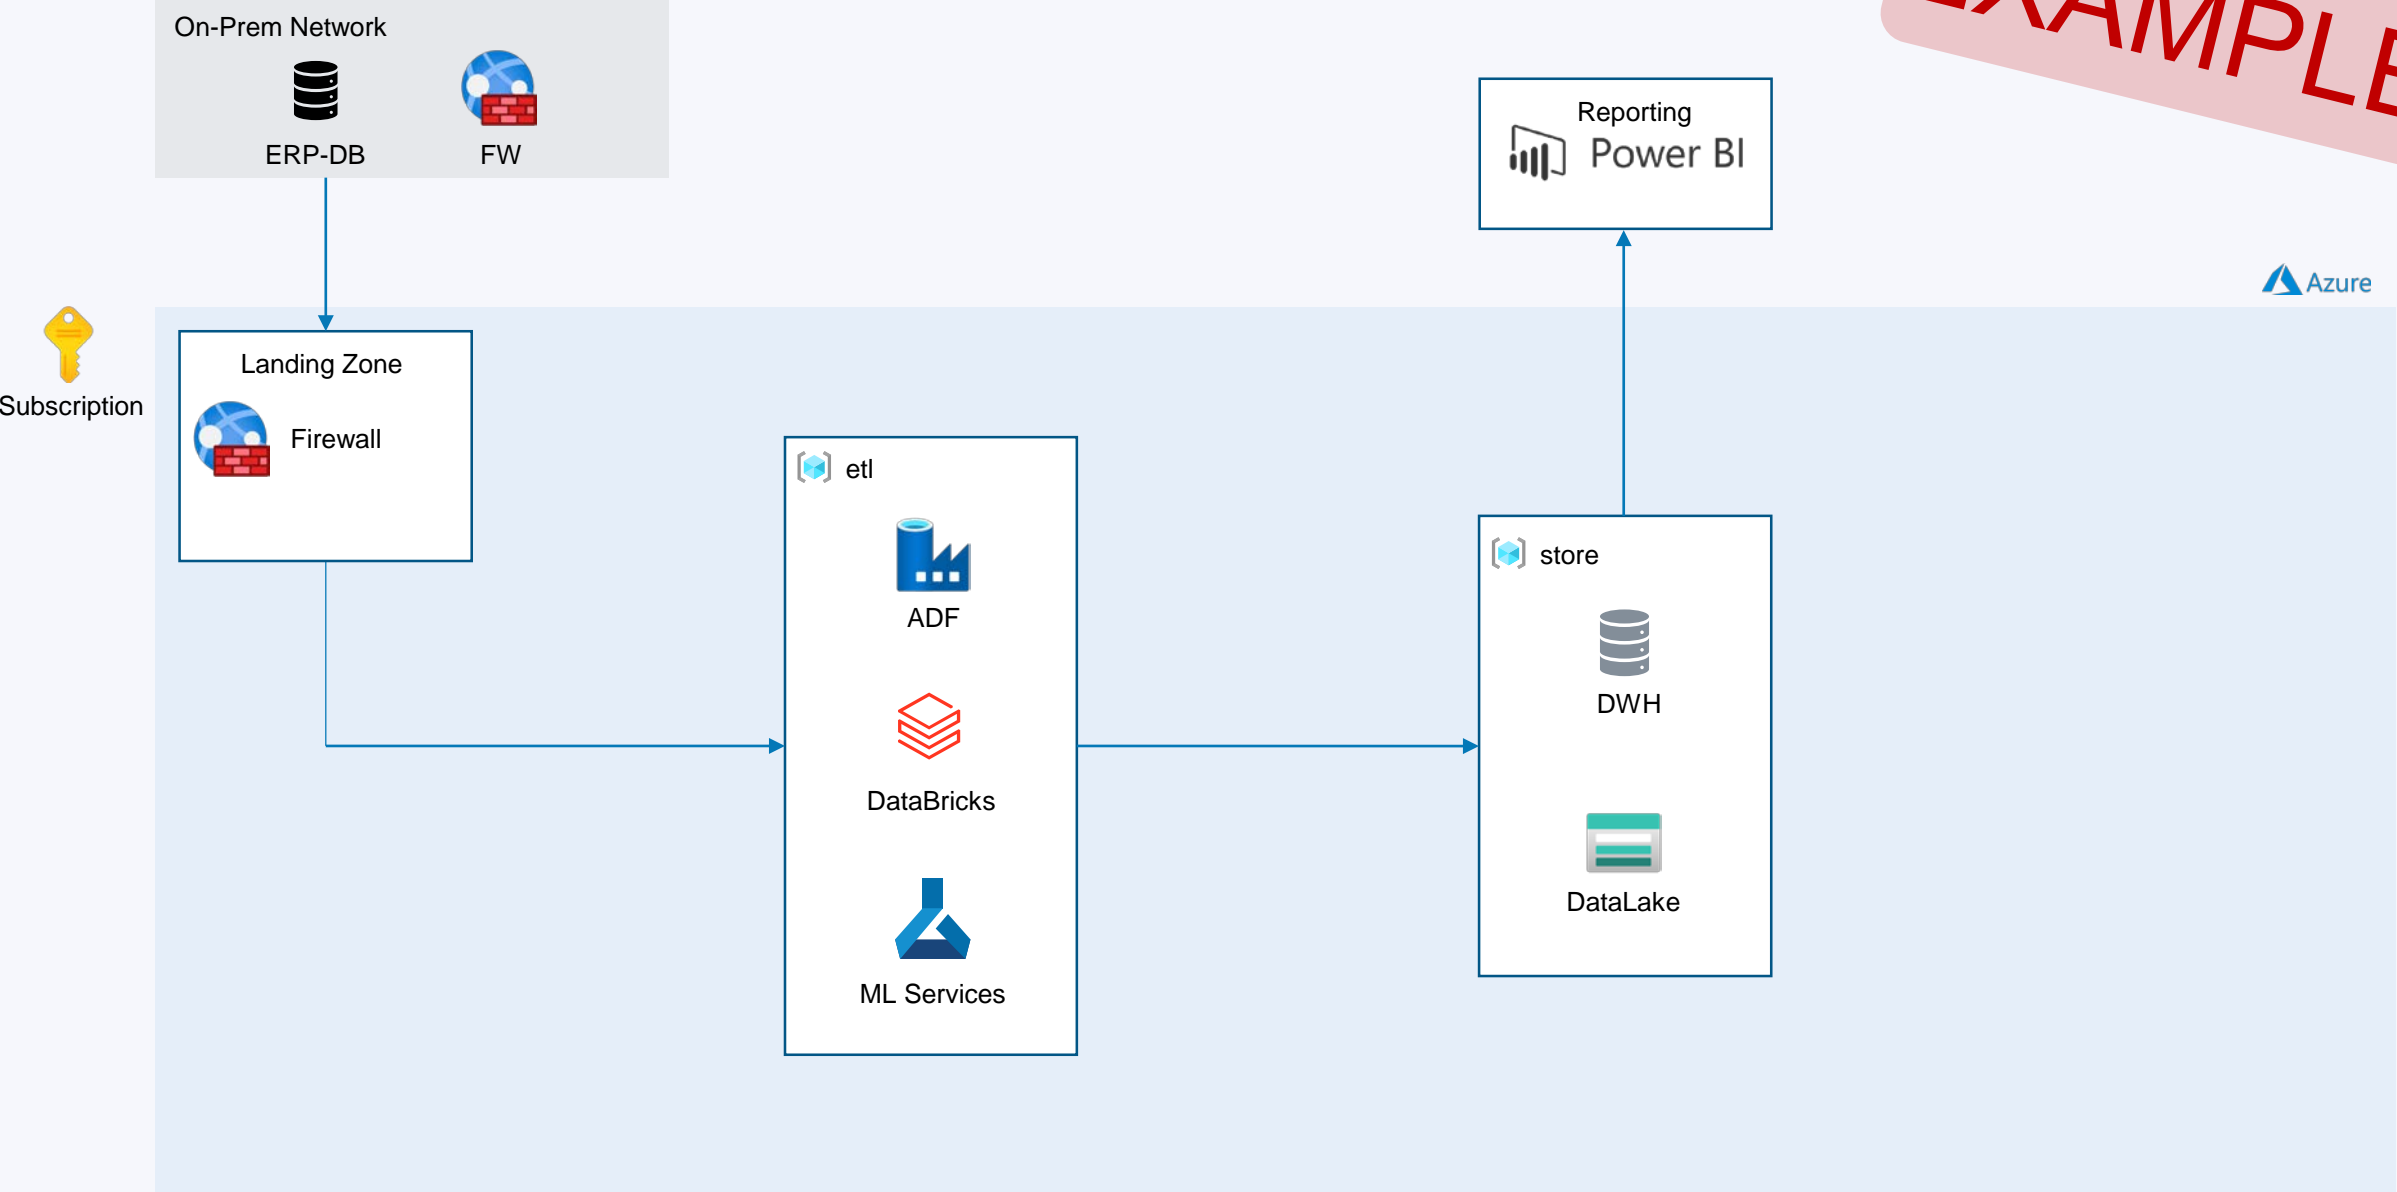 EXAMPLE
On-Prem Network
ERP-DB
FW
Reporting
Power BI
Azure
Subscription
Landing Zone
Firewall
etl
ADF
DataBricks
ML Services
store
DWH
DataLake